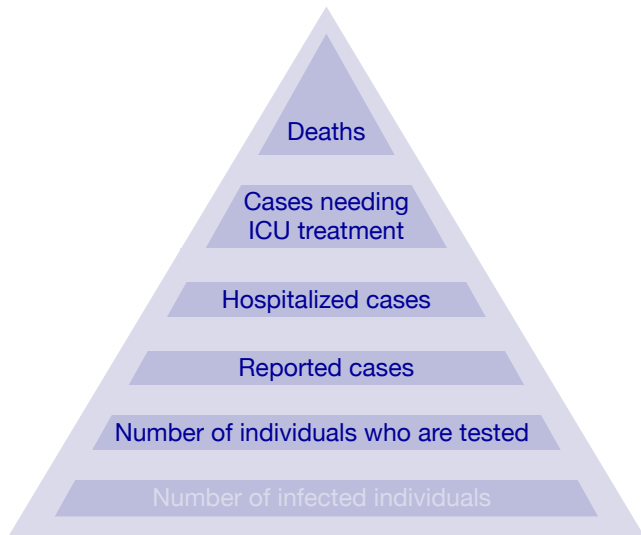 Deaths
Cases needing
ICU treatment
Hospitalized cases
Reported cases
Number of individuals who are tested
Number of infected individuals